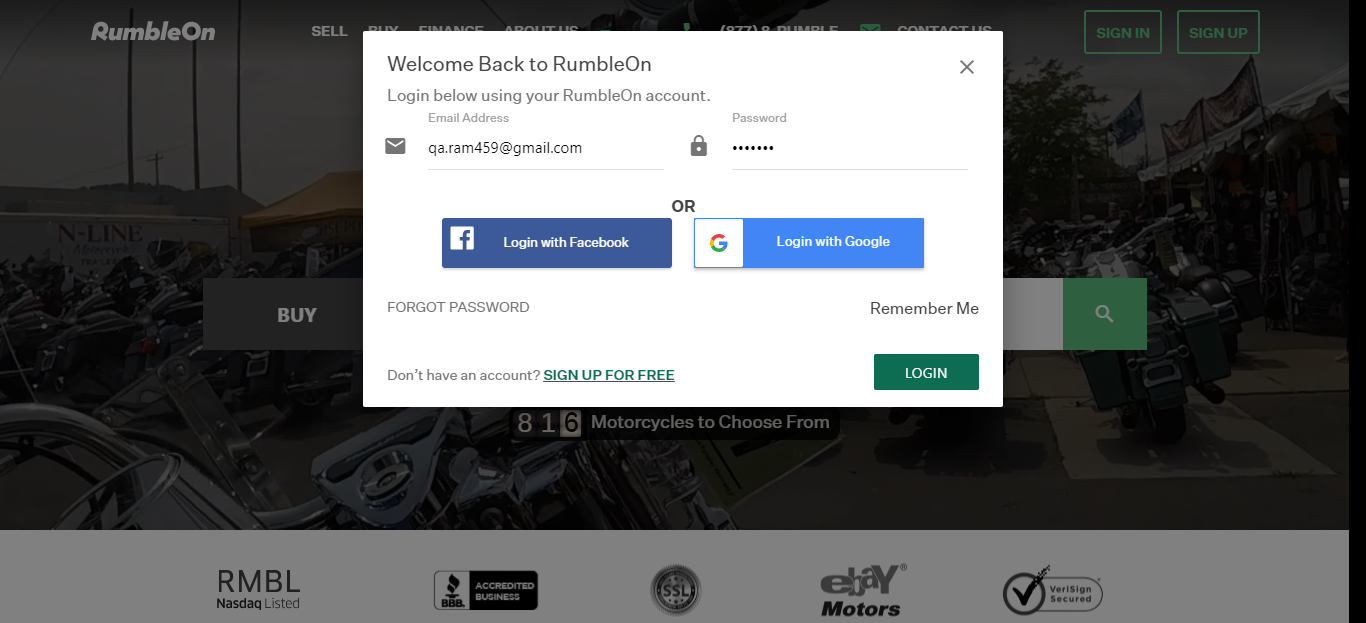 RumbleOn
SELL BUY FINANCE ABOUT US (877) 8-RUMBLE CONTACT US
SIGN IN
SIGN UP
Welcome Back to RumbleOn
Login below using your RumbleOn account.
Email Address
Password
qa.ram459@gmail.com
•••••••
OR
Login with Facebook
Login with Google
FORGOT PASSWORD
Remember Me
Don't have an account? SIGN UP FOR FREE
LOGIN
N-LINE
BUY
816 Motorcycles to Choose From
RMBL
Nasdaq Listed
BBB.
ACCREDITED
BUSINESS
SSL
ebaY®
Motors
VeriSign
Secured